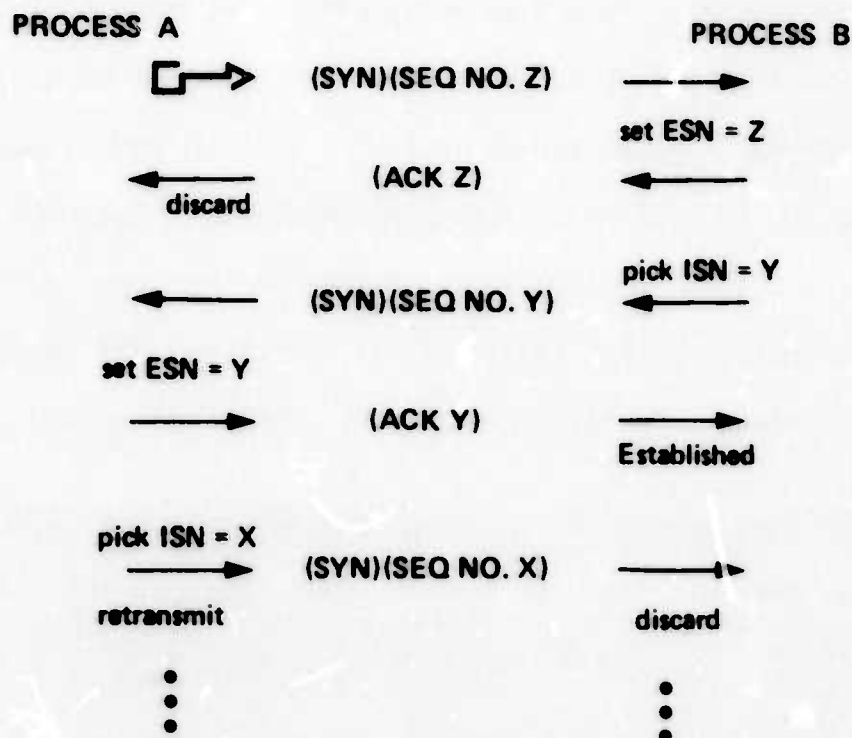 PROCESS A
PROCESS B
(SYN)(SEQ NO. Z)
set ESN = Z
(ACK Z)
discard
pick ISN = Y
(SYN)(SEQ NO. Y)
set ESN = Y
(ACK Y)
Established
pick ISN = X
(SYN)(SEQ NO. X)
retransmit
discard